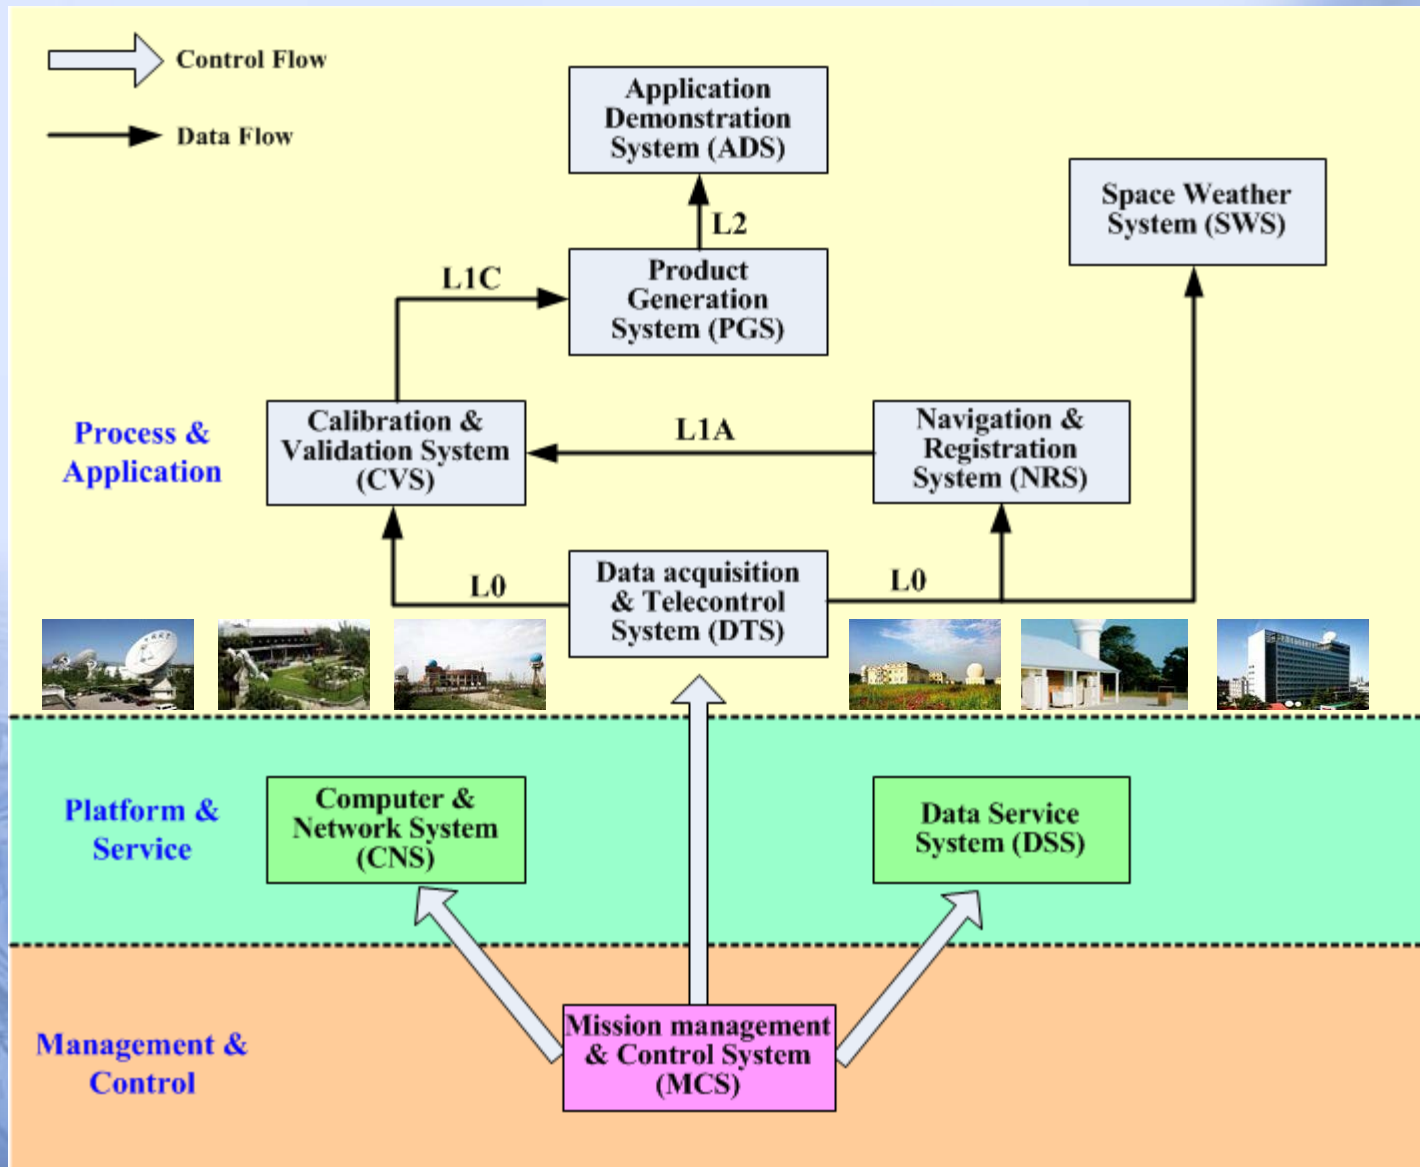 Control Flow
Data Flow
Application
Demonstration
System (ADS)
Space Weather
System (SWS)
L2
Product
Generation
System (PGS)
L1C
Process &
Application
Calibration &
Validation System
(CVS)
L1A
Navigation &
Registration
System (NRS)
L0
Data acquisition
& Telecontrol
System (DTS)
L0
Platform &
Service
Computer &
Network System
(CNS)
Data Service
System (DSS)
Management &
Control
Mission management
& Control System
(MCS)